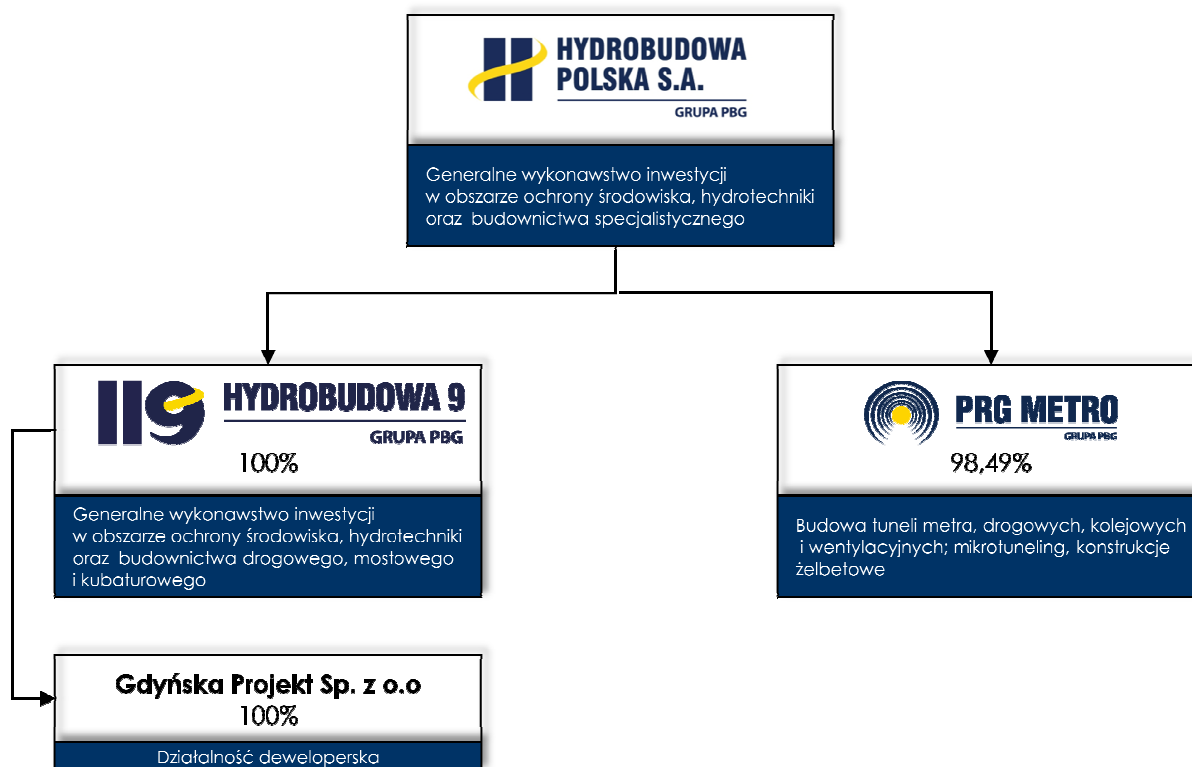 HYDROBUDOWA
POLSKA S.A.
GRUPA PBG
Generalne wykonawstwo inwestycji
w obszarze ochrony środowiska, hydrotechniki
oraz budownictwa specjalistycznego
HYDROBUDOWA 9
GRUPA PBG
100%
Generalne wykonawstwo inwestycji
w obszarze ochrony środowiska, hydrotechniki
oraz budownictwa drogowego, mostowego
i kubaturowego
PRG METRO
GRUPA PBG
98,49%
Budowa tuneli metra, drogowych, kolejowych
i wentylacyjnych; mikrotuneling, konstrukcje
żelbetowe
Gdyńska Projekt Sp. z o.o
100%
Działalność deweloperska